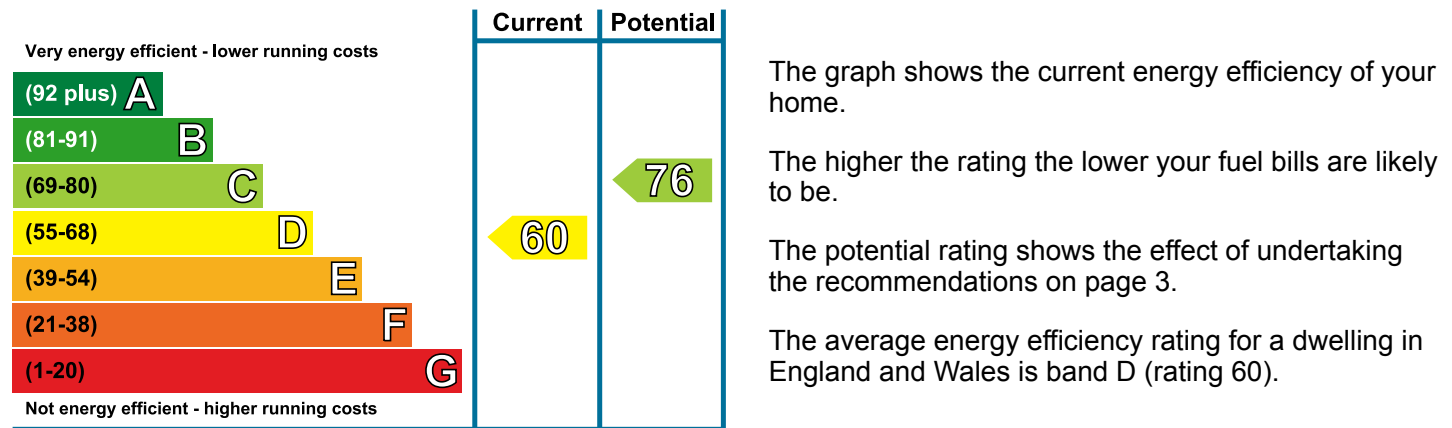 Current Potential
Very energy efficient - lower running costs
(92 plus) A
(81-91) B
(69-80) C
(55-68) D
(39-54) E
(21-38) F
(1-20) G
Not energy efficient - higher running costs
60
76
The graph shows the current energy efficiency of your
home.
The higher the rating the lower your fuel bills are likely
to be.
The potential rating shows the effect of undertaking
the recommendations on page 3.
The average energy efficiency rating for a dwelling in
England and Wales is band D (rating 60).